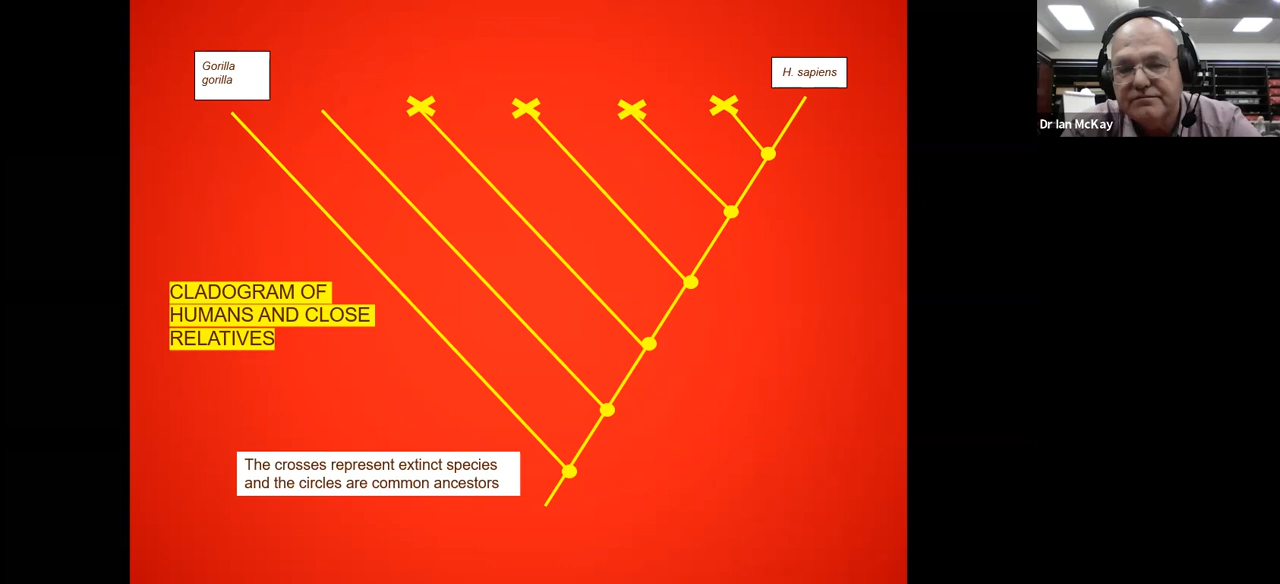 Gorilla
gorilla
H. sapiens
Dr Ian McKay
CLADOGRAM OF
HUMANS AND CLOSE
RELATIVES
The crosses represent extinct species
and the circles are common ancestors